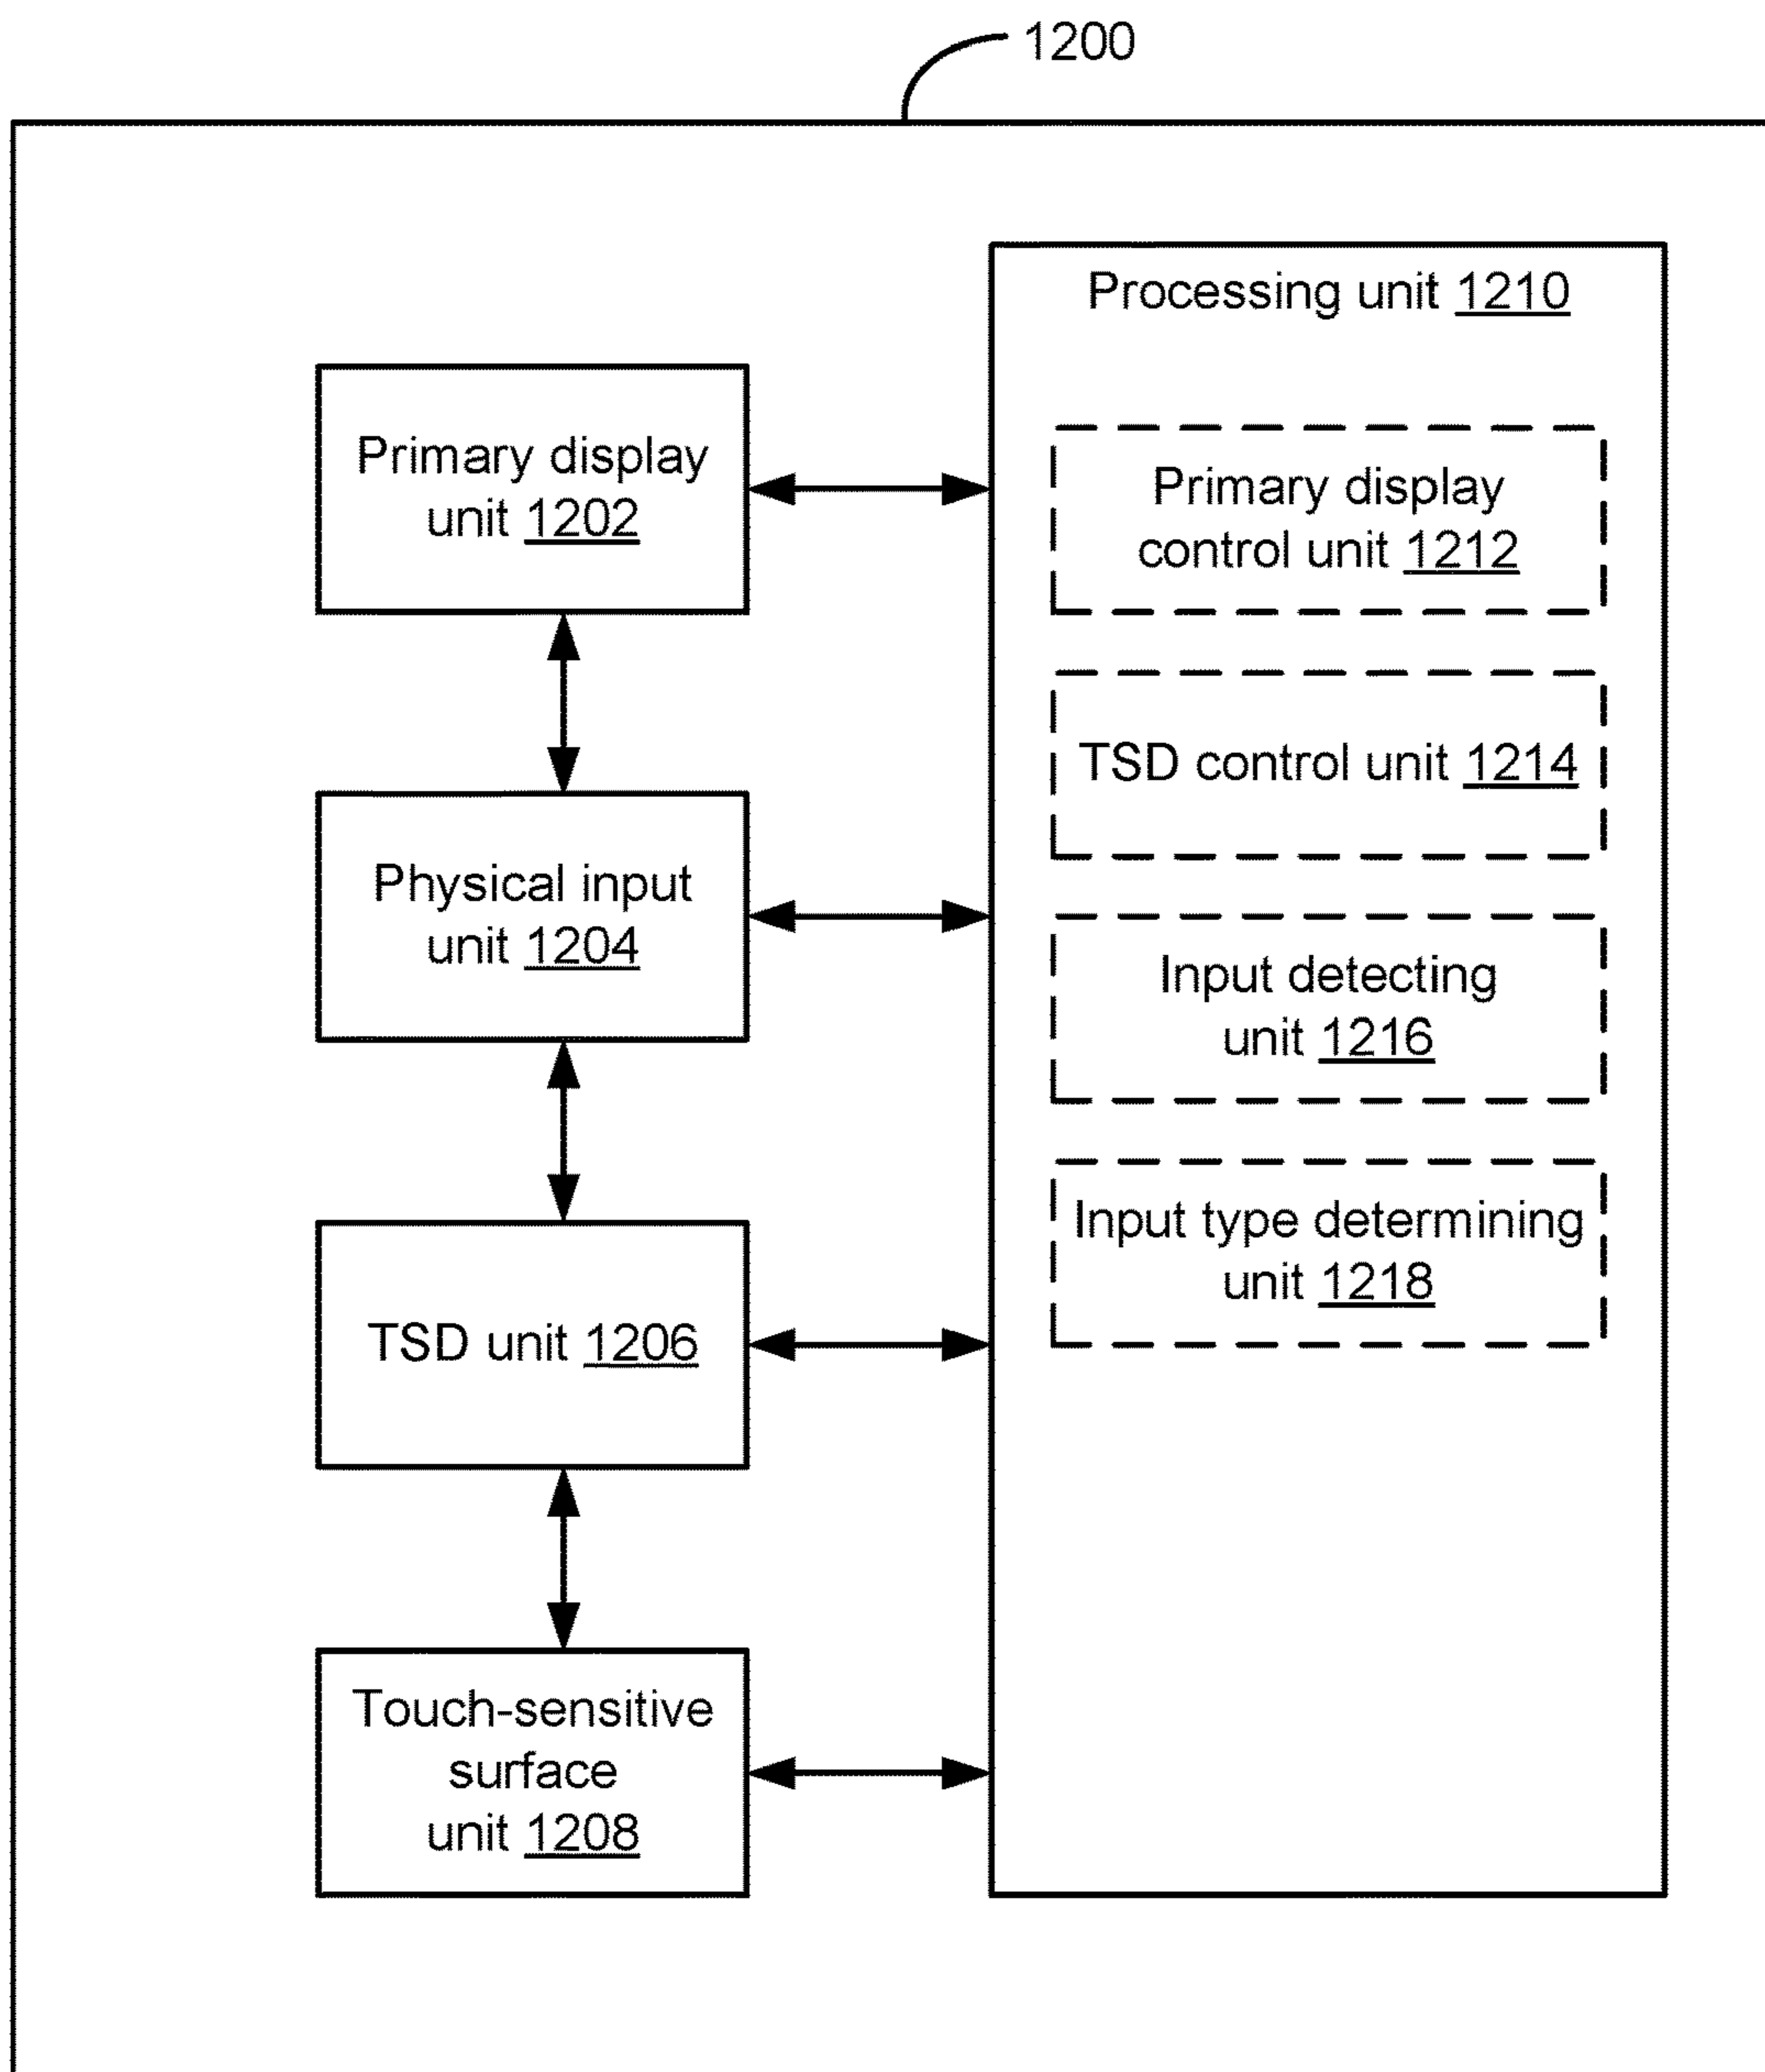 1200
Processing unit 1210
Primary display
unit 1202
Primary display
control unit 1212
TSD control unit 1214
Physical input
unit 1204
Input detecting
unit 1216
Input type determining
unit 1218
TSD unit 1206
Touch-sensitive
surface
unit 1208